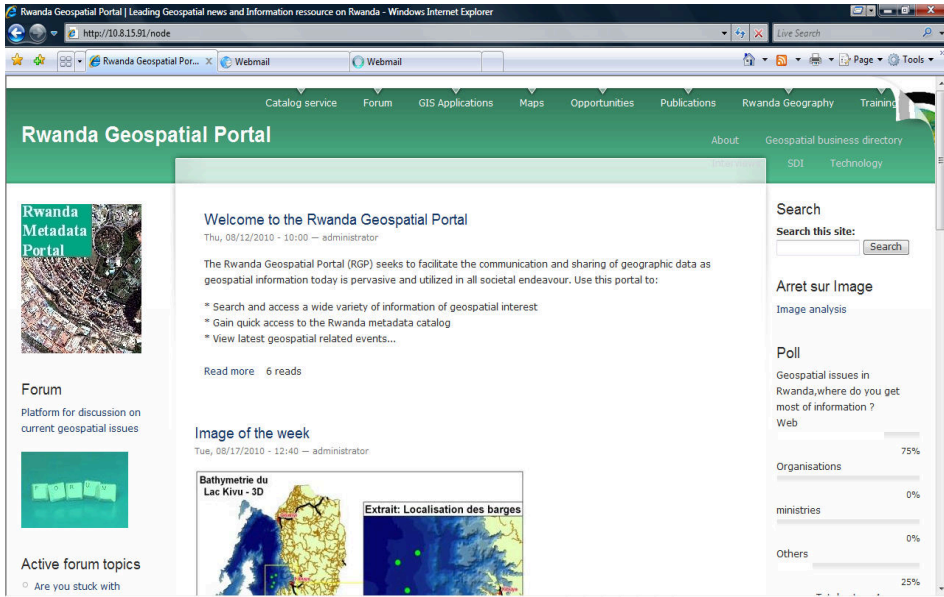 Rwanda Geospatial Portal | Leading Geospatial news and Information ressource on Rwanda - Windows Internet Explorer
http://10.8.15.91/node
Live Search
Rwanda Geospatial Por...
Webmail
Webmail
Page
Tools
Catalog service
Forum
GIS Applications
Maps
Opportunities
Publications
Rwanda Geography
Training
Rwanda Geospatial Portal
About
Geospatial business directory
SDI
Technology
Rwanda
Metadata
Portal
Forum
Platform for discussion on
current geospatial issues
FORUM
Active forum topics
Are you stuck with
Welcome to the Rwanda Geospatial Portal
Thu, 08/12/2010 - 10:00 — administrator
The Rwanda Geospatial Portal (RGP) seeks to facilitate the communication and sharing of geographic data as
geospatial information today is pervasive and utilized in all societal endeavour. Use this portal to:
* Search and access a wide variety of information of geospatial interest
* Gain quick access to the Rwanda metadata catalog
* View latest geospatial related events...
Read more 6 reads
Image of the week
Tue, 08/17/2010 - 12:40 — administrator
Bathymetrie du
Lac Kivu - 3D
Extrait: Localisation des barges
Search
Search this site:
Search
Arret sur Image
Image analysis
Poll
Geospatial issues in
Rwanda,where do you get
most of information ?
Web
75%
Organisations
0%
ministries
0%
Others
25%